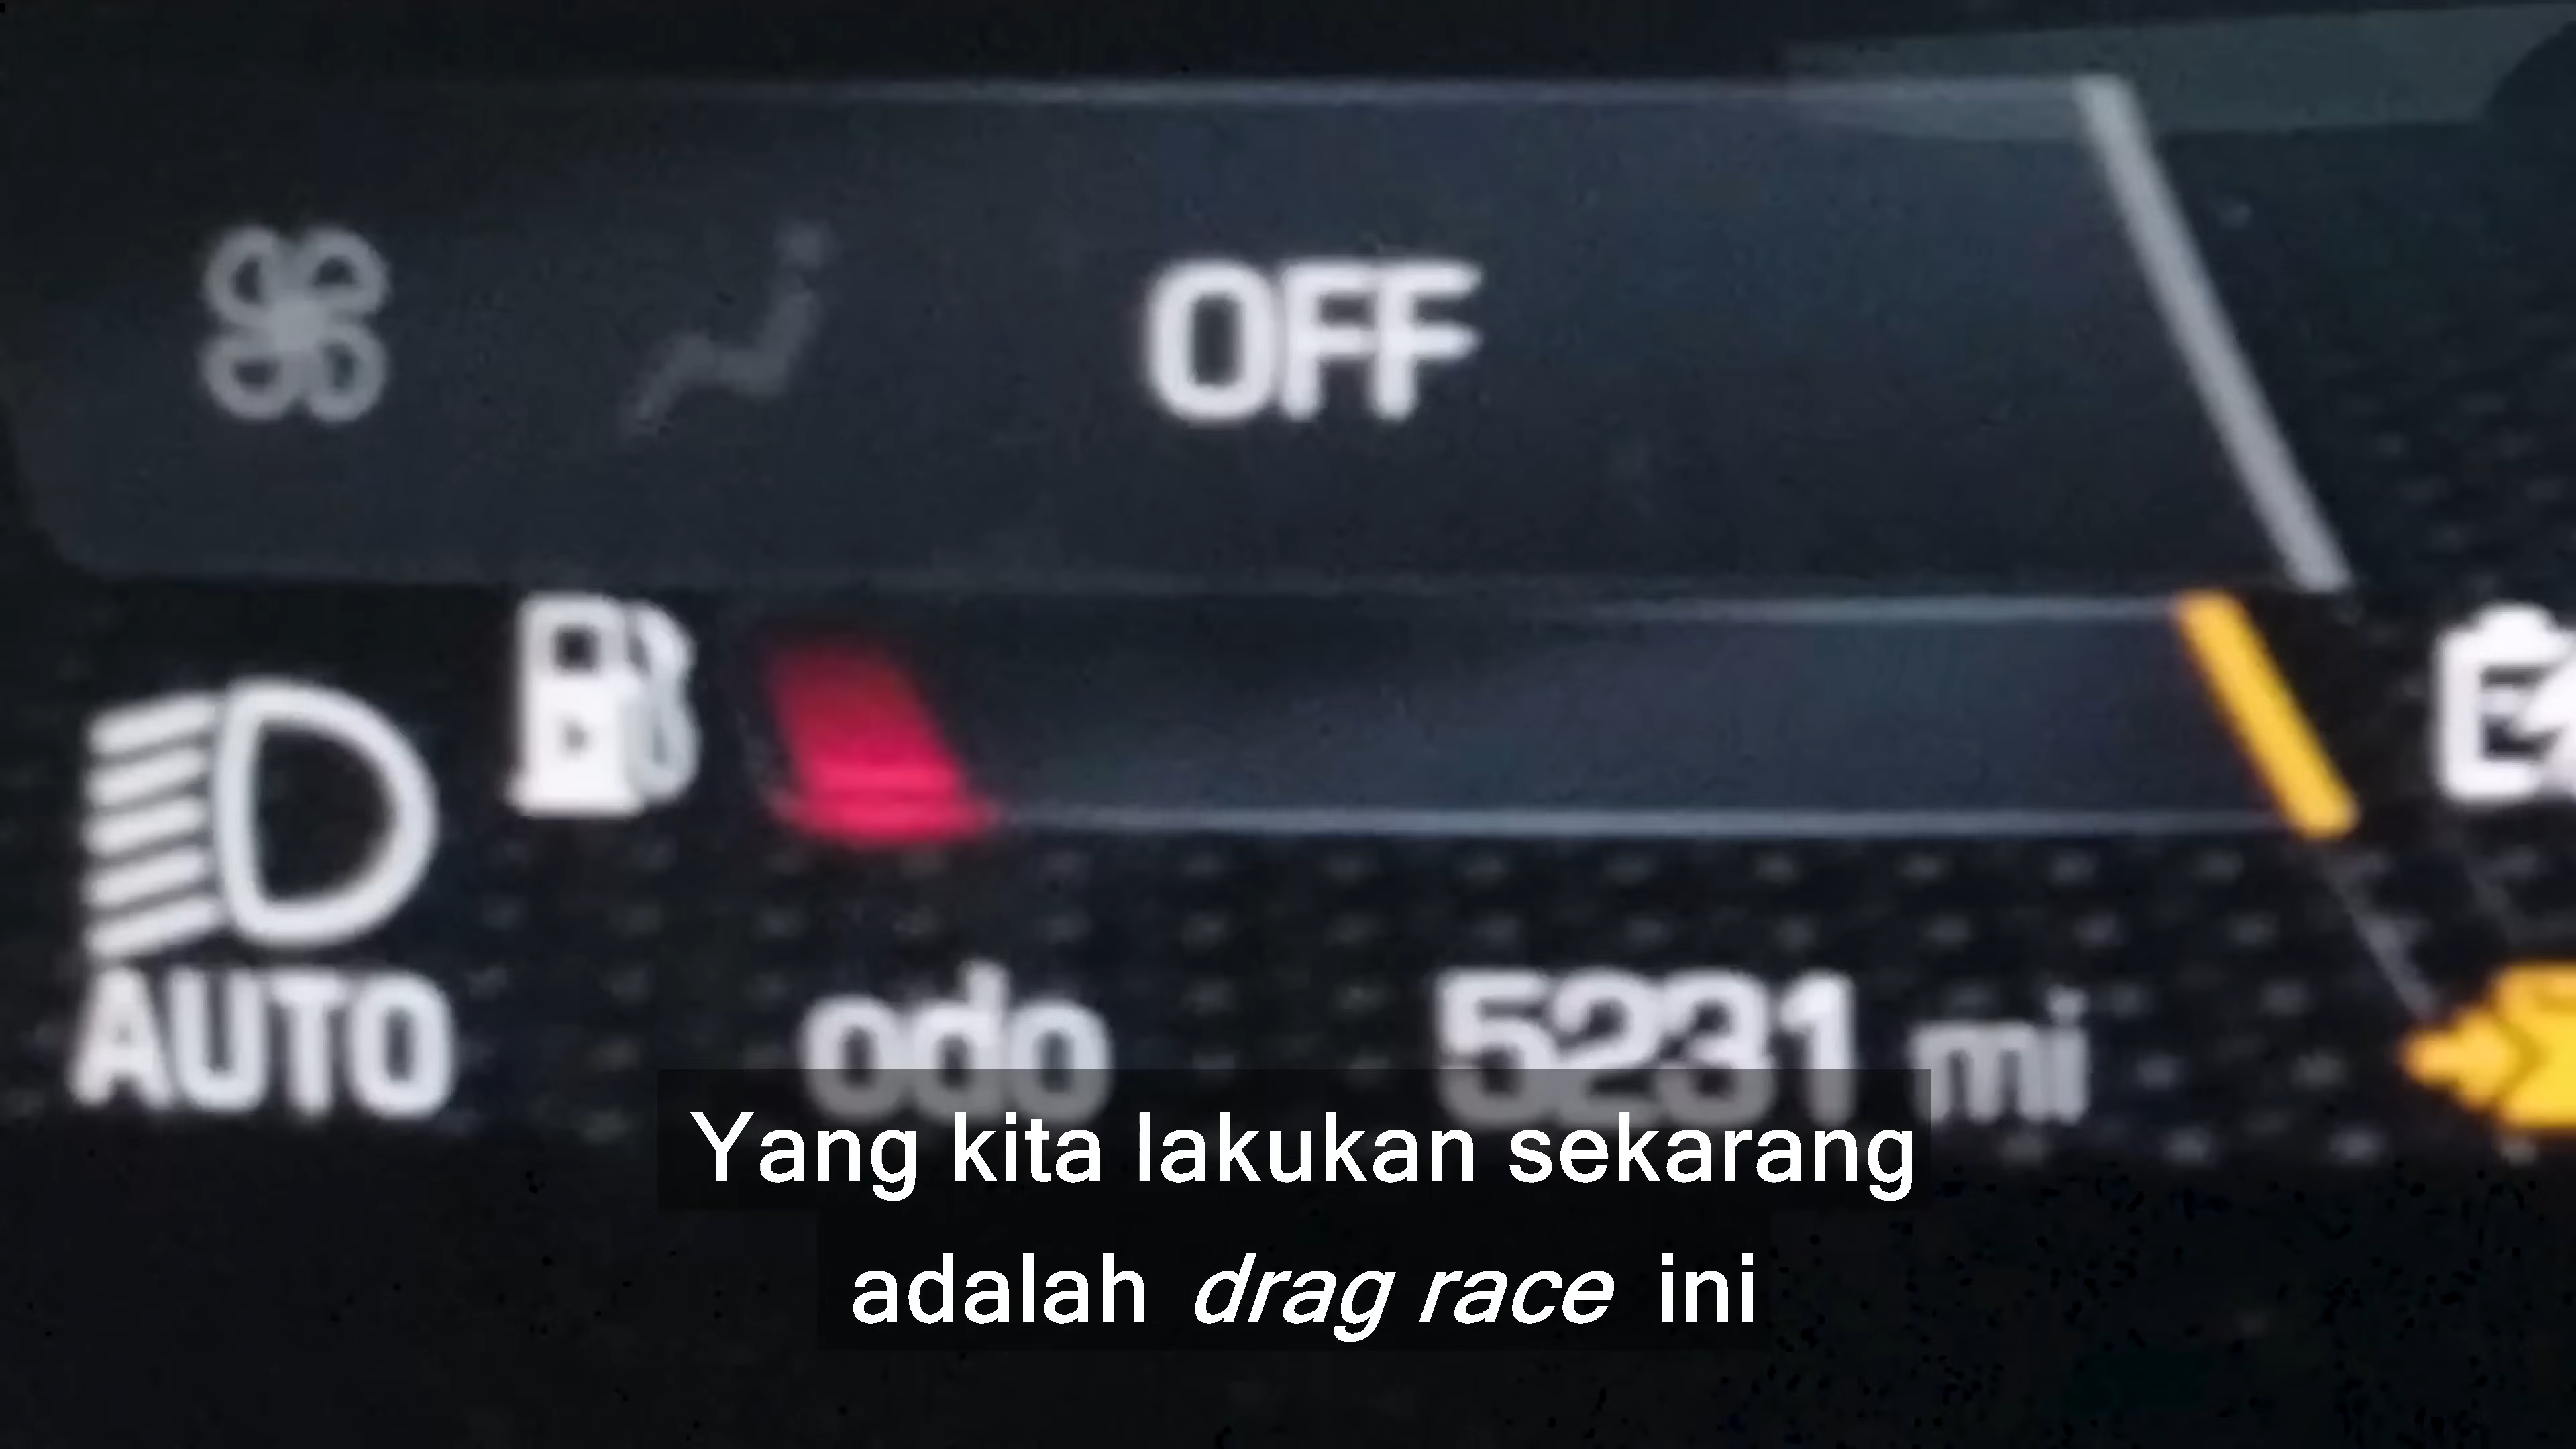 OFF
AUTO
odo 5231 mi
Yang kita lakukan sekarang
adalah drag race ini